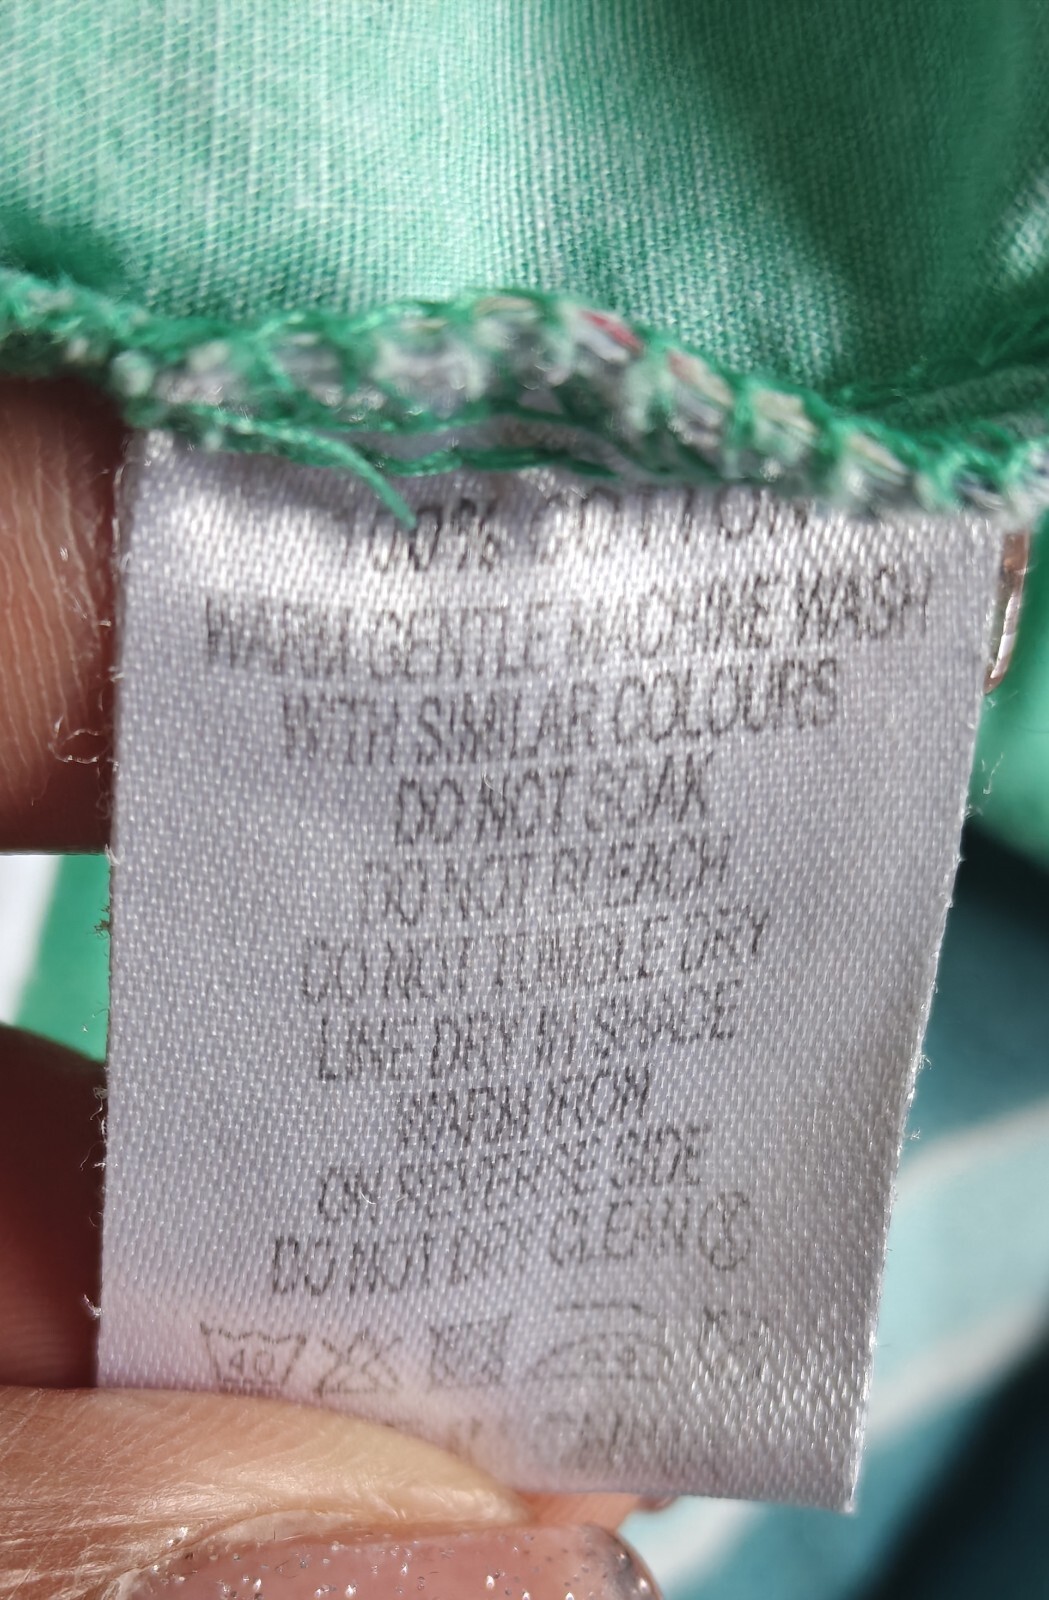 100% COTTON
WARM GENTLE MACHINE WASH
WITH SIMILAR COLOURS
DO NOT SOAK
DO NOT BLEACH
DO NOT TUMBLE DRY
LINE DRY IN SHADE
WARM IRON
ON REVERSE SIDE
DO NOT DRY CLEAN
40